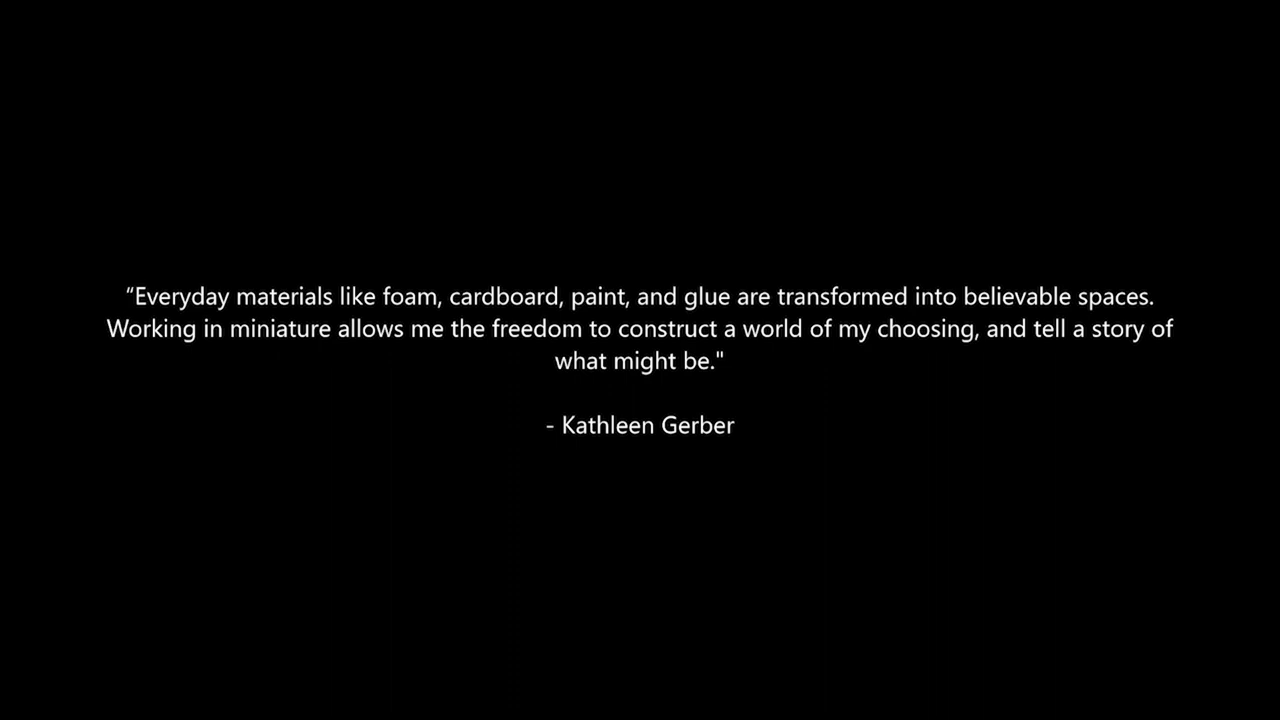 “Everyday materials like foam, cardboard, paint, and glue are transformed into believable spaces.
Working in miniature allows me the freedom to construct a world of my choosing, and tell a story of
what might be."
- Kathleen Gerber